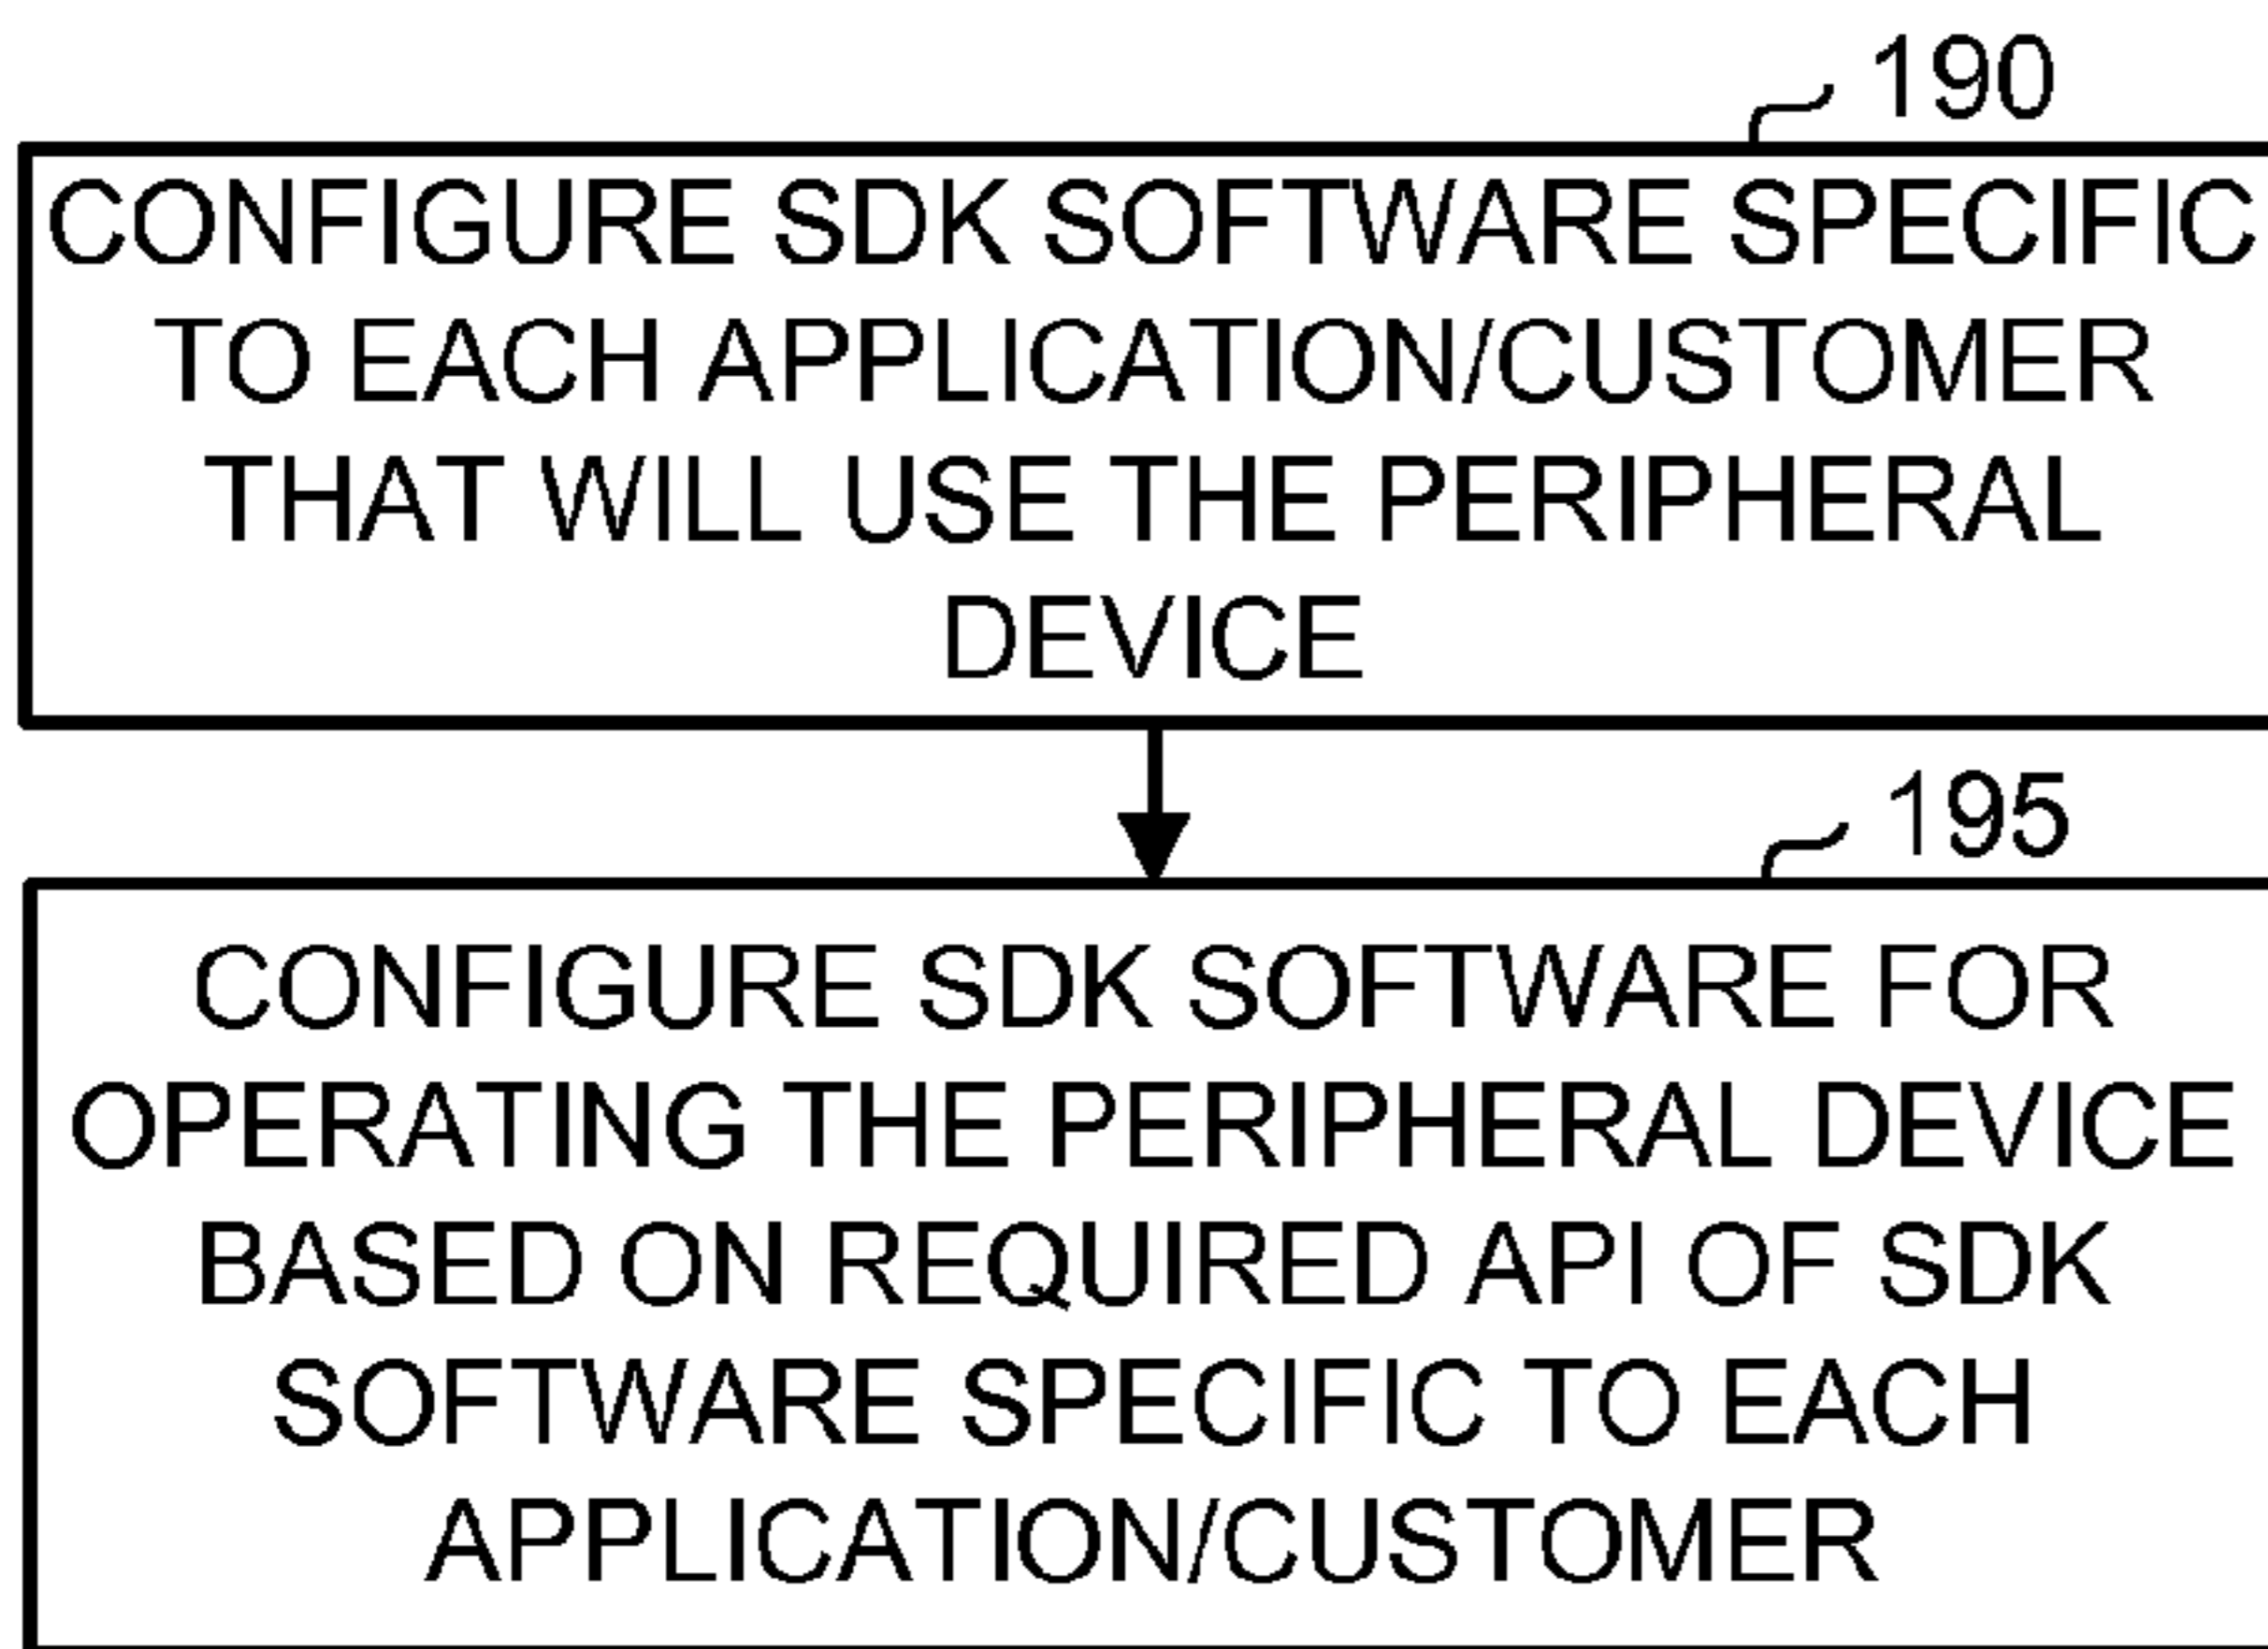 190
CONFIGURE SDK SOFTWARE SPECIFIC
TO EACH APPLICATION/CUSTOMER
THAT WILL USE THE PERIPHERAL
DEVICE
195
CONFIGURE SDK SOFTWARE FOR
OPERATING THE PERIPHERAL DEVICE
BASED ON REQUIRED API OF SDK
SOFTWARE SPECIFIC TO EACH
APPLICATION/CUSTOMER